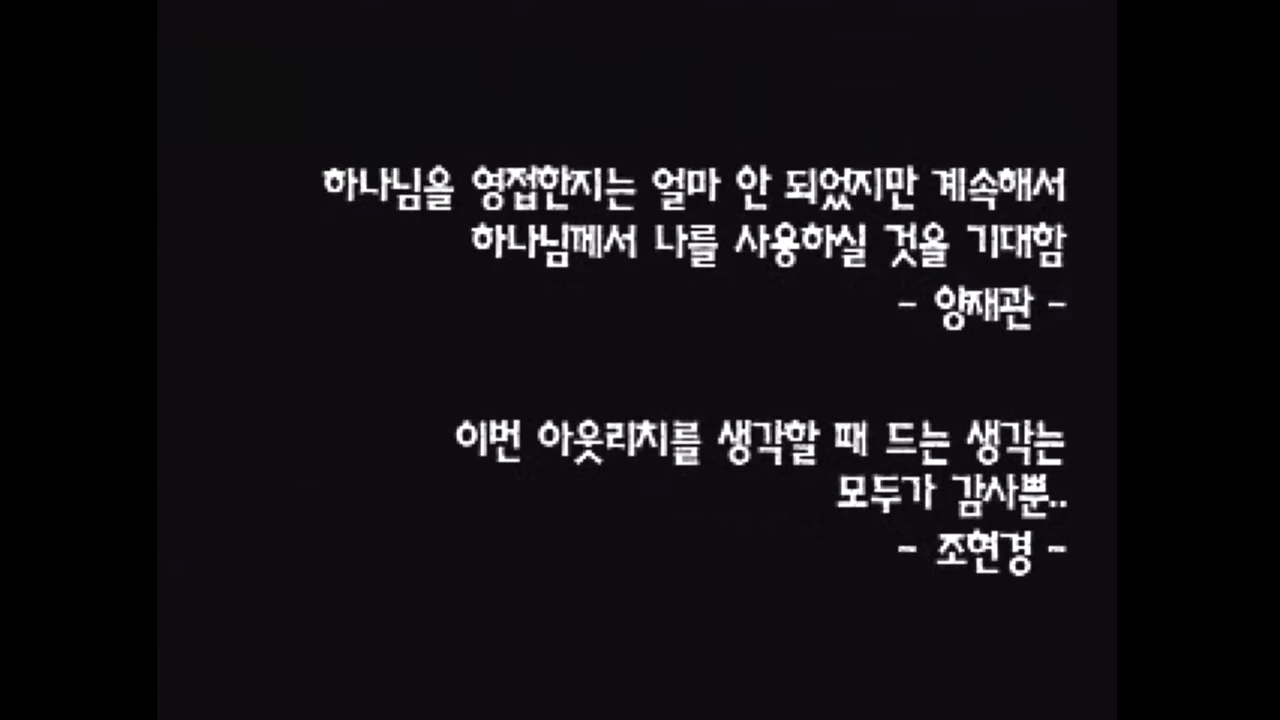 하나님을 영접한지는 얼마 안 되었지만 계속해서
하나님께서 나를 사용하실 것을 기대함
- 양재관 -
이번 아웃리치를 생각할 때 드는 생각는
모두가 감사뿐..
- 조현경 -